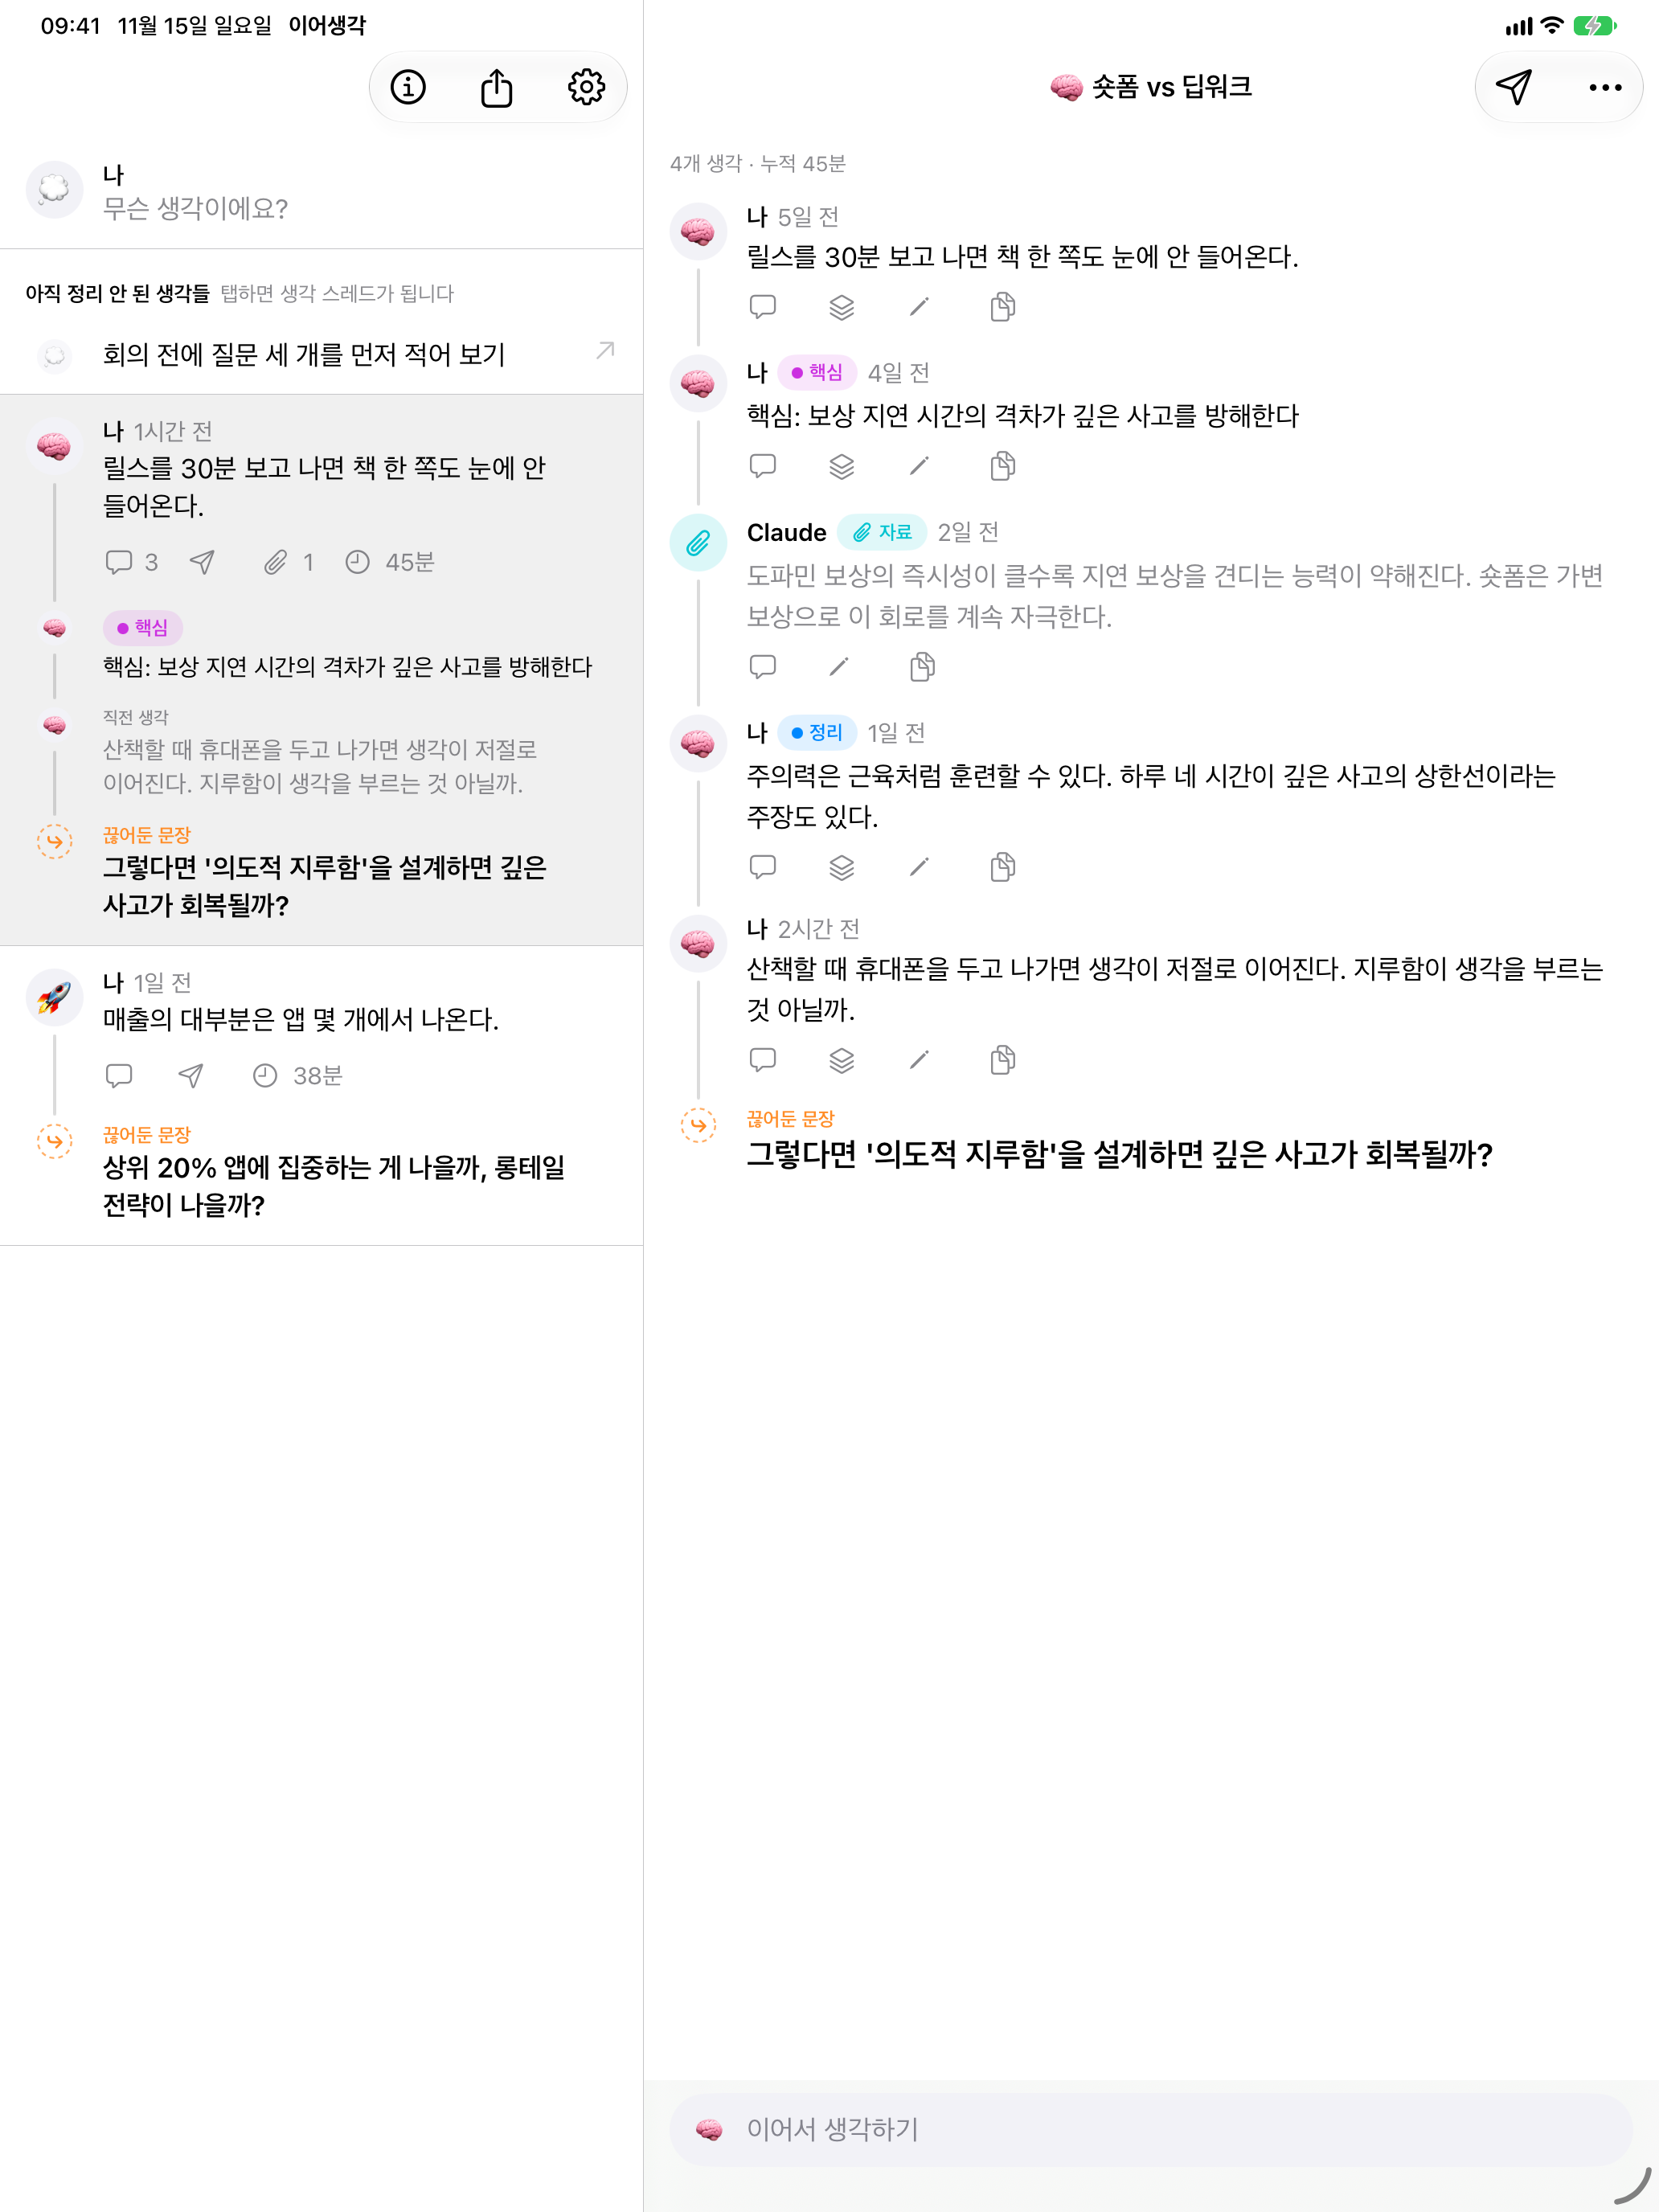 09:41 11월 15일 일요일 이어생각
나
무슨 생각이에요?
아직 정리 안 된 생각들 탭하면 생각 스레드가 됩니다
회의 전에 질문 세 개를 먼저 적어 보기
나 1시간 전
릴스를 30분 보고 나면 책 한 쪽도 눈에 안
들어온다.
3 1 45분
핵심
핵심: 보상 지연 시간의 격차가 깊은 사고를 방해한다
직전 생각
산책할 때 휴대폰을 두고 나가면 생각이 저절로
이어진다. 지루함이 생각을 부르는 것 아닐까.
끊어둔 문장
그렇다면 '의도적 지루함'을 설계하면 깊은
사고가 회복될까?
나 1일 전
매출의 대부분은 앱 몇 개에서 나온다.
38분
끊어둔 문장
상위 20% 앱에 집중하는 게 나을까, 롱테일
전략이 나을까?
숏폼 vs 딥워크
4개 생각 · 누적 45분
나 5일 전
릴스를 30분 보고 나면 책 한 쪽도 눈에 안 들어온다.
나 핵심 4일 전
핵심: 보상 지연 시간의 격차가 깊은 사고를 방해한다
Claude 자료 2일 전
도파민 보상의 즉시성이 클수록 지연 보상을 견디는 능력이 약해진다. 숏폼은 가변
보상으로 이 회로를 계속 자극한다.
나 정리 1일 전
주의력은 근육처럼 훈련할 수 있다. 하루 네 시간이 깊은 사고의 상한선이라는
주장도 있다.
나 2시간 전
산책할 때 휴대폰을 두고 나가면 생각이 저절로 이어진다. 지루함이 생각을 부르는
것 아닐까.
끊어둔 문장
그렇다면 '의도적 지루함'을 설계하면 깊은 사고가 회복될까?
이어서 생각하기